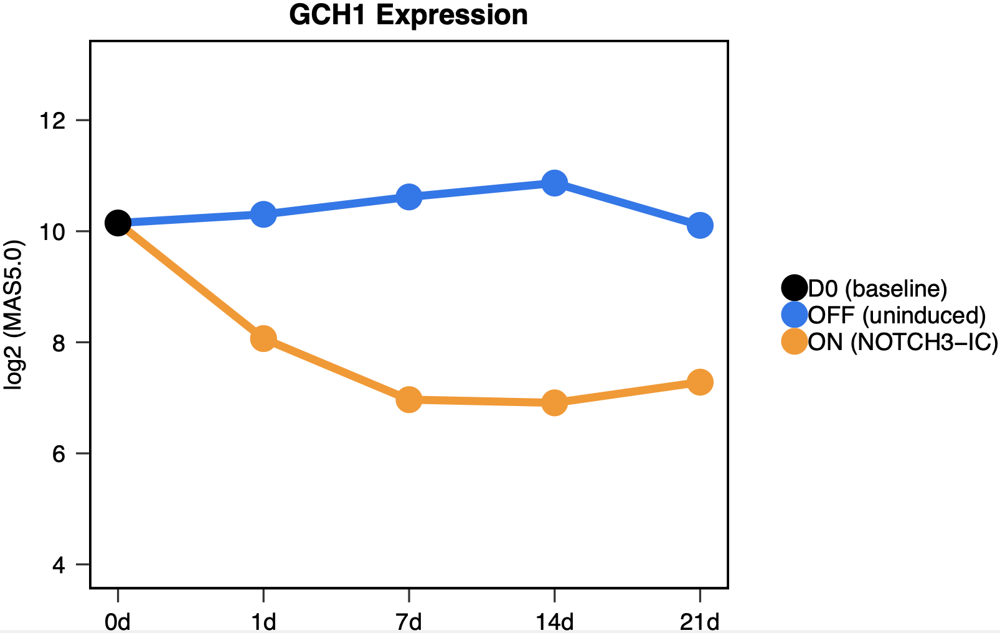 GCH1 Expression
log2 (MAS5.0)
12
10
8
6
4
0d 1d 7d 14d 21d
D0 (baseline)
OFF (uninduced)
ON (NOTCH3−IC)